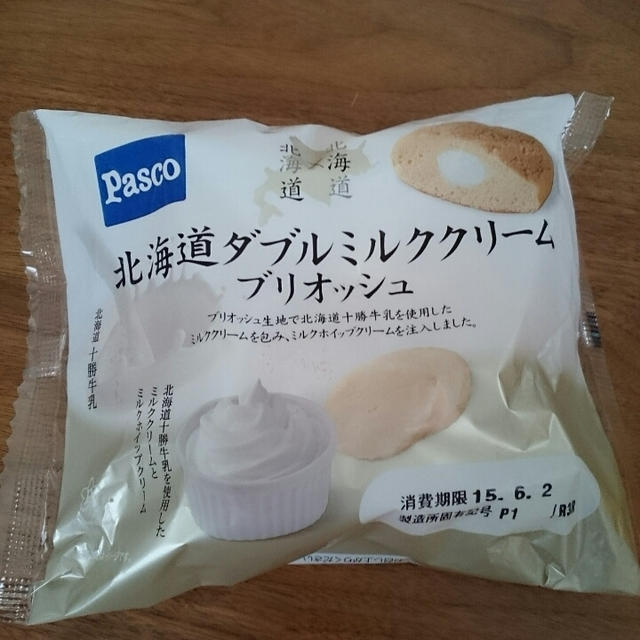 Pasco
北海道×北海道
北海道ダブルミルククリーム
ブリオッシュ
ブリオッシュ生地で北海道十勝牛乳を使用した
ミルククリームを包み、ミルクホイップクリームを注入しました。
北海道 十勝牛乳
北海道十勝牛乳を使用した
ミルククリームと
ミルクホイップクリーム
消費期限 15. 6. 2
製造所固有記号 P1 /R3